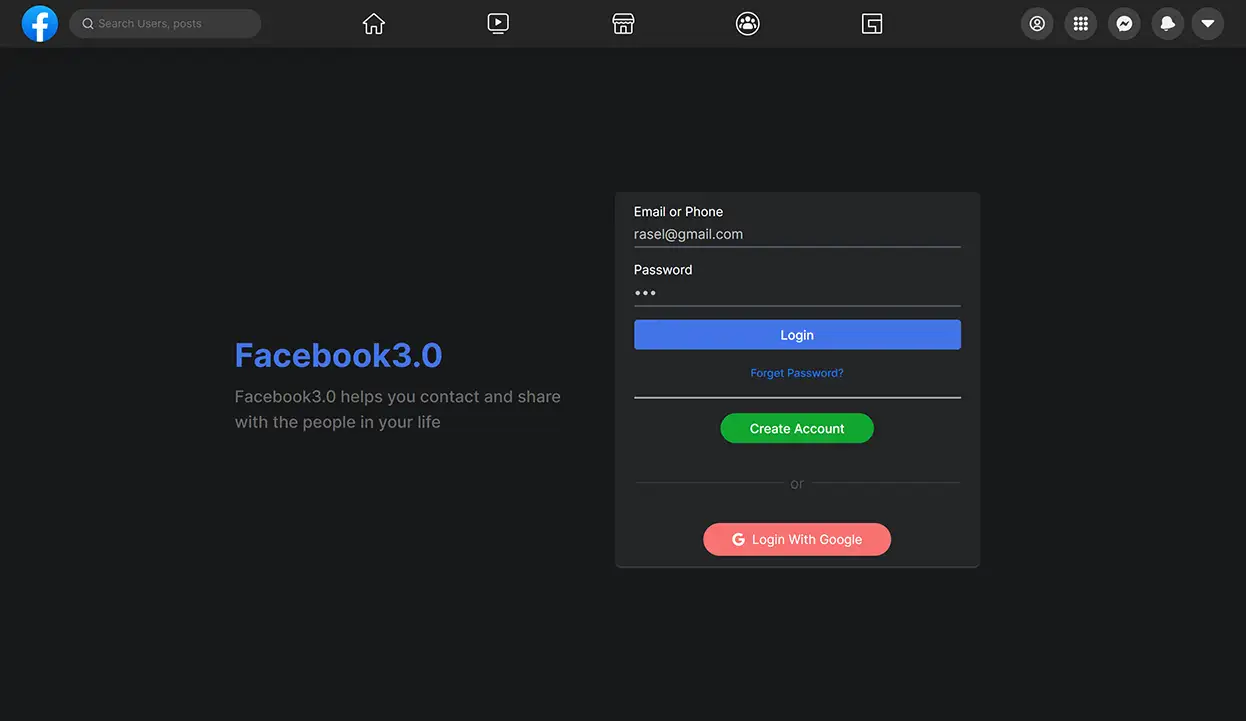 Search Users, posts
Email or Phone
rasel@gmail.com
Password
•••
Login
Forget Password?
Facebook3.0
Facebook3.0 helps you contact and share
with the people in your life
Create Account
or
Login With Google